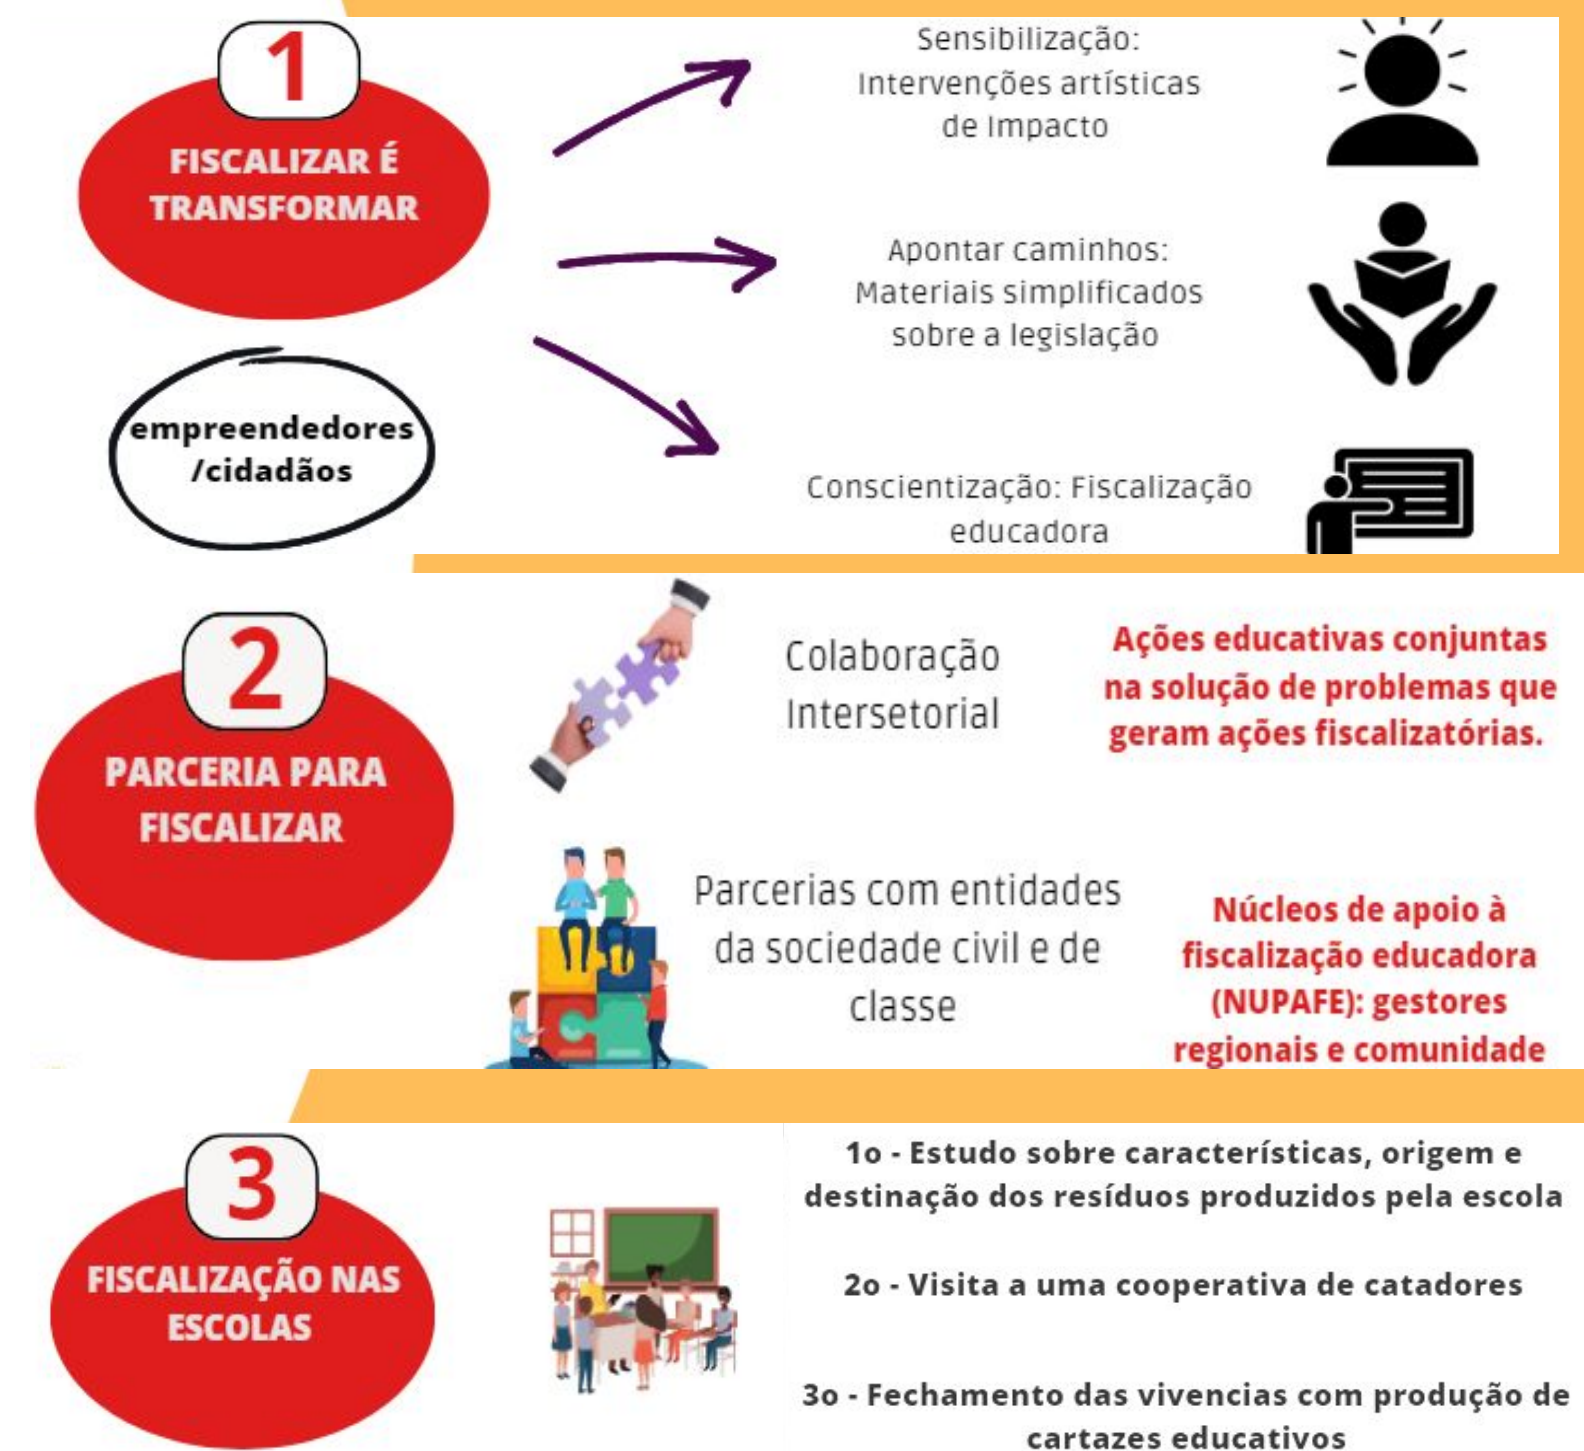 1
FISCALIZAR É
TRANSFORMAR
empreendedores
/cidadãos
Sensibilização:
Intervenções artísticas
de Impacto
Apontar caminhos:
Materiais simplificados
sobre a legislação
Conscientização: Fiscalização
educadora
2
PARCERIA PARA
FISCALIZAR
Colaboração
Intersetorial
Ações educativas conjuntas
na solução de problemas que
geram ações fiscalizatórias.
Parcerias com entidades
da sociedade civil e de
classe
Núcleos de apoio à
fiscalização educadora
(NUPAFE): gestores
regionais e comunidade
3
FISCALIZAÇÃO NAS
ESCOLAS
1o - Estudo sobre características, origem e
destinação dos resíduos produzidos pela escola
2o - Visita a uma cooperativa de catadores
3o - Fechamento das vivencias com produção de
cartazes educativos